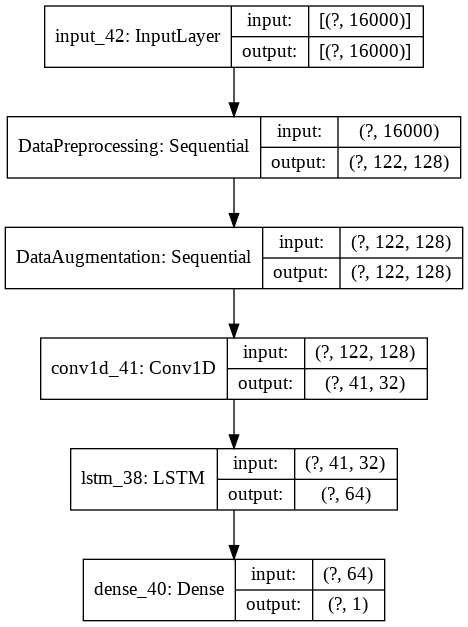 input_42: InputLayer
input: [(?, 16000)]
output: [(?, 16000)]
DataPreprocessing: Sequential
input: (?, 16000)
output: (?, 122, 128)
DataAugmentation: Sequential
input: (?, 122, 128)
output: (?, 122, 128)
conv1d_41: Conv1D
input: (?, 122, 128)
output: (?, 41, 32)
lstm_38: LSTM
input: (?, 41, 32)
output: (?, 64)
dense_40: Dense
input: (?, 64)
output: (?, 1)